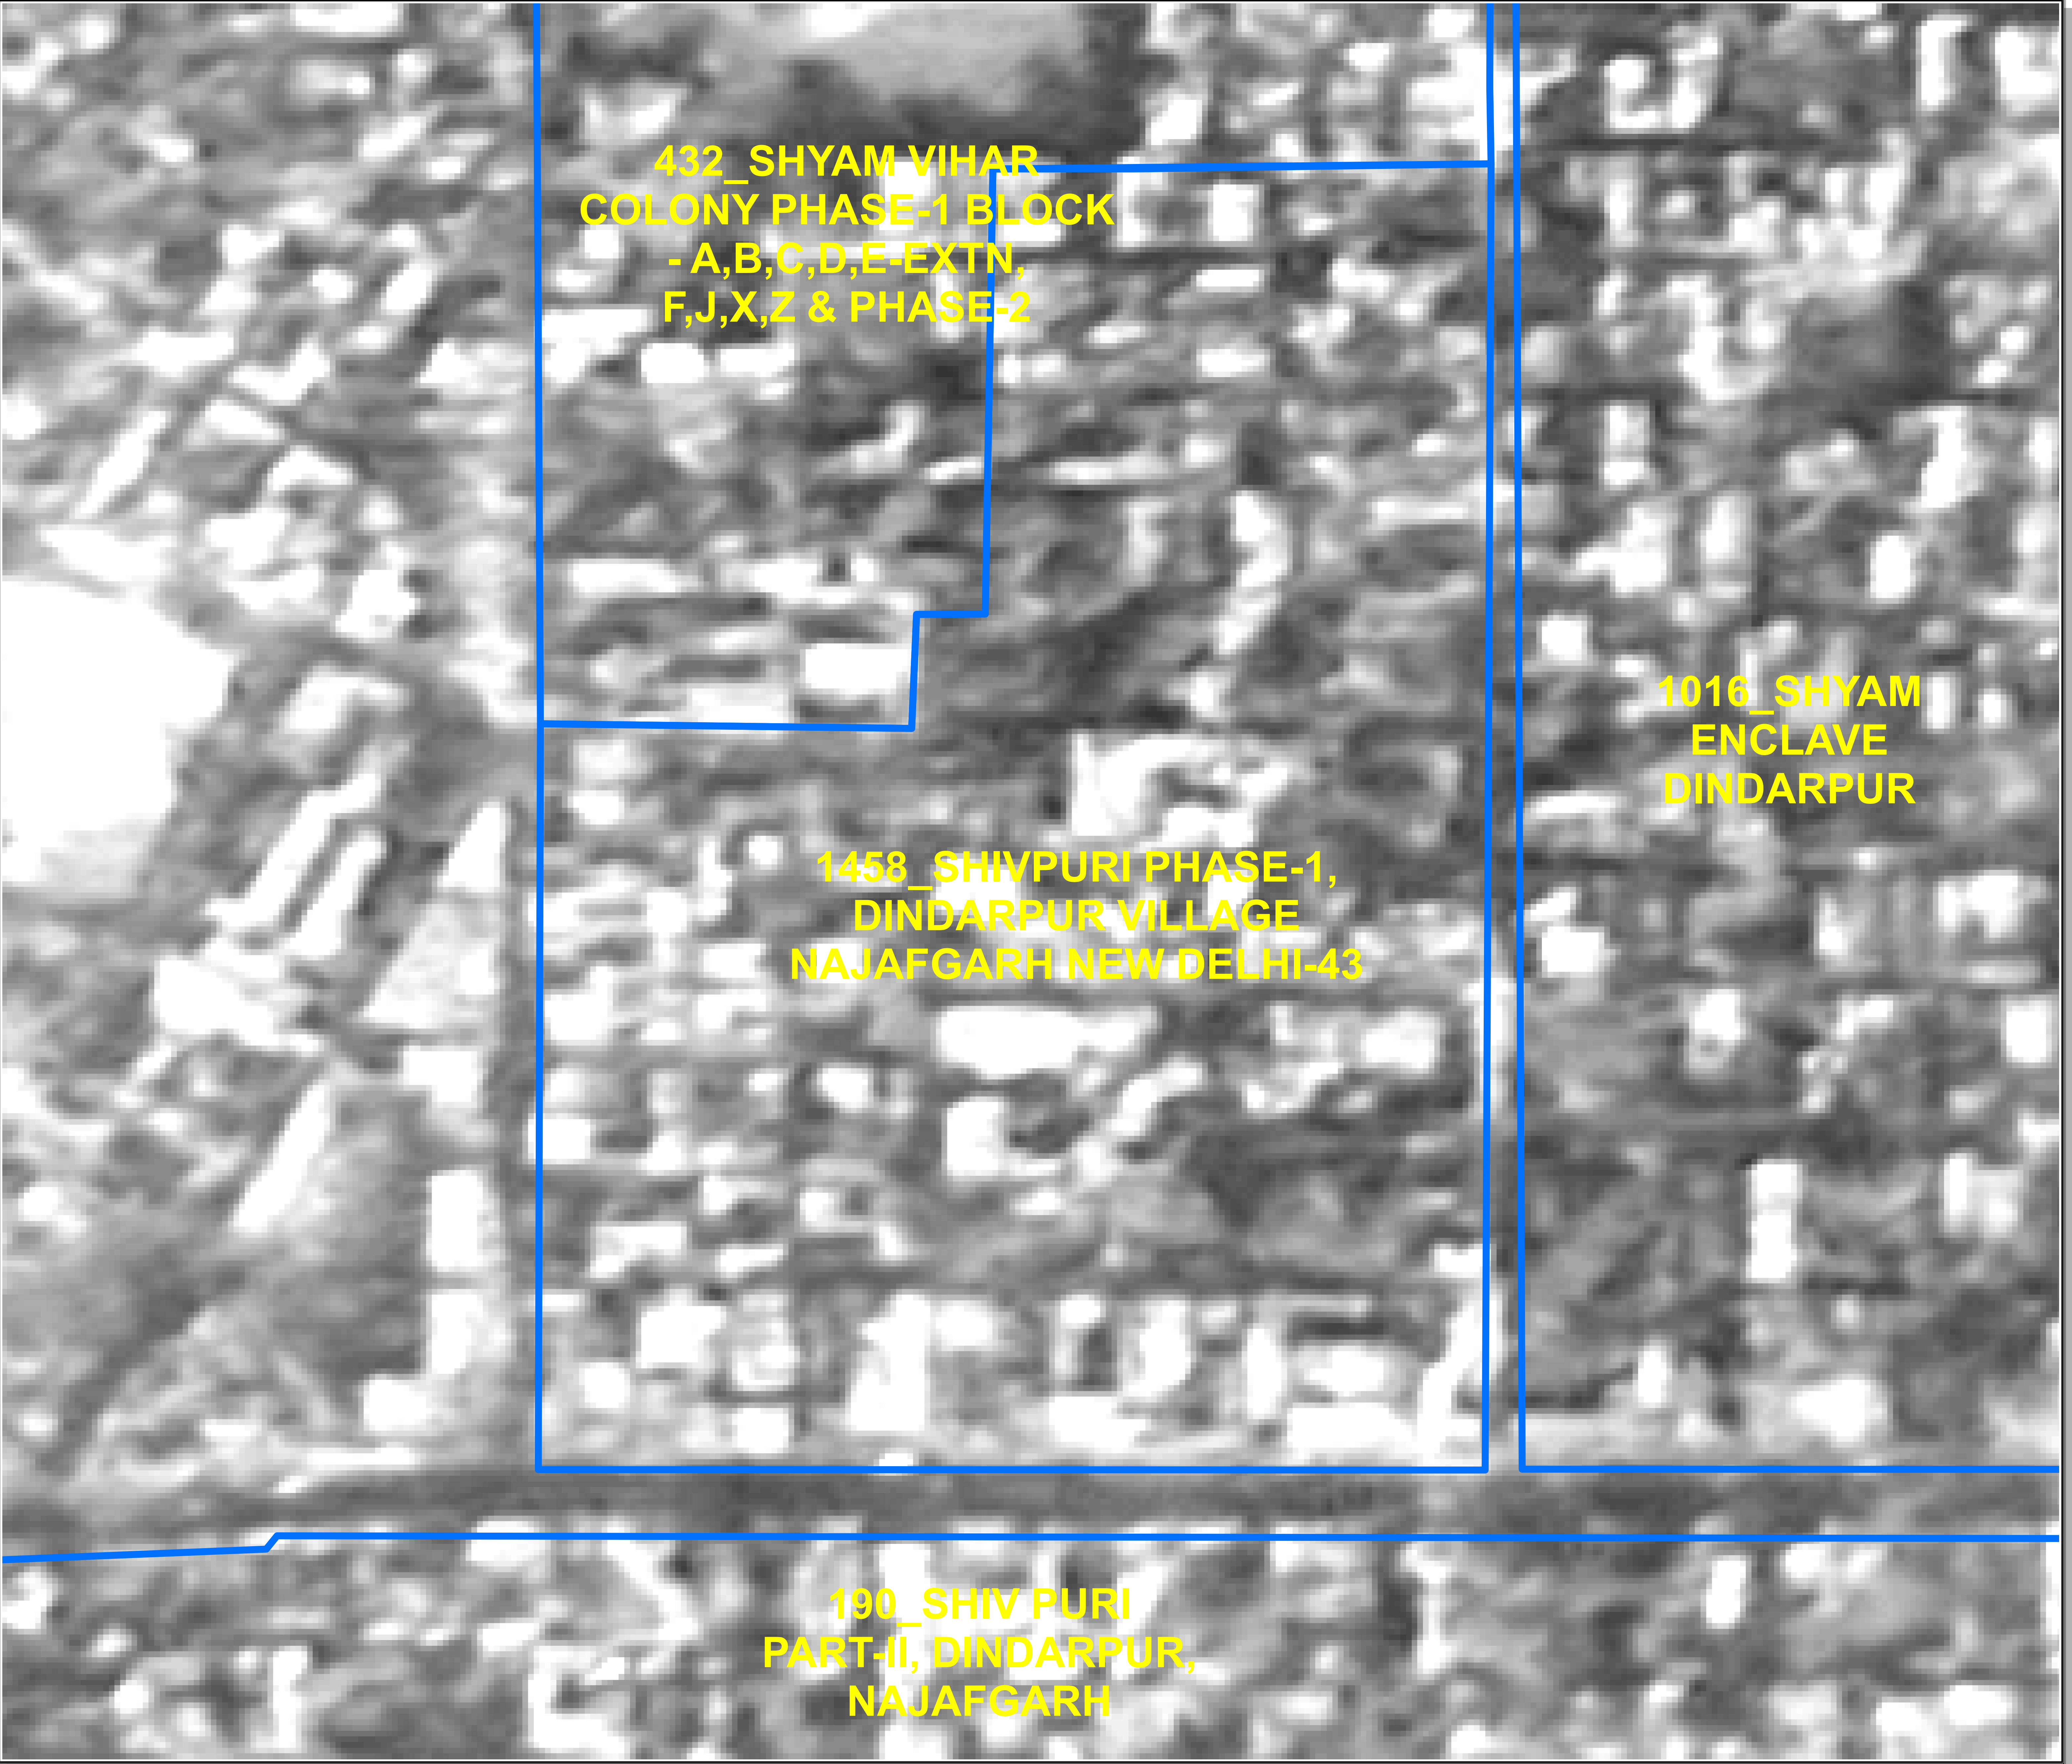 432_SHYAM VIHAR
COLONY PHASE-1 BLOCK
- A,B,C,D,E-EXTN,
F,J,X,Z & PHASE-2
1016_SHYAM
ENCLAVE
DINDARPUR
1458_SHIVPURI PHASE-1,
DINDARPUR VILLAGE
NAJAFGARH NEW DELHI-43
190_SHIV PURI
PART-II, DINDARPUR,
NAJAFGARH